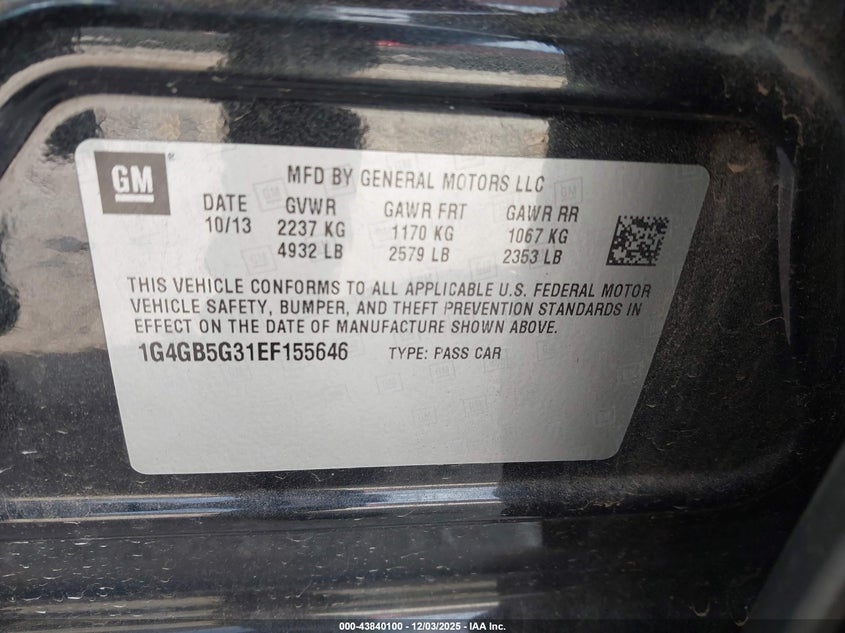 GM
MFD BY GENERAL MOTORS LLC
DATE GVWR GAWR FRT GAWR RR
10/13 2237 KG 1170 KG 1067 KG
4932 LB 2579 LB 2353 LB
THIS VEHICLE CONFORMS TO ALL APPLICABLE U.S. FEDERAL MOTOR
VEHICLE SAFETY, BUMPER, AND THEFT PREVENTION STANDARDS IN
EFFECT ON THE DATE OF MANUFACTURE SHOWN ABOVE.
1G4GB5G31EF155646 TYPE: PASS CAR
000-43840100 - 12/03/2025 - IAA Inc.